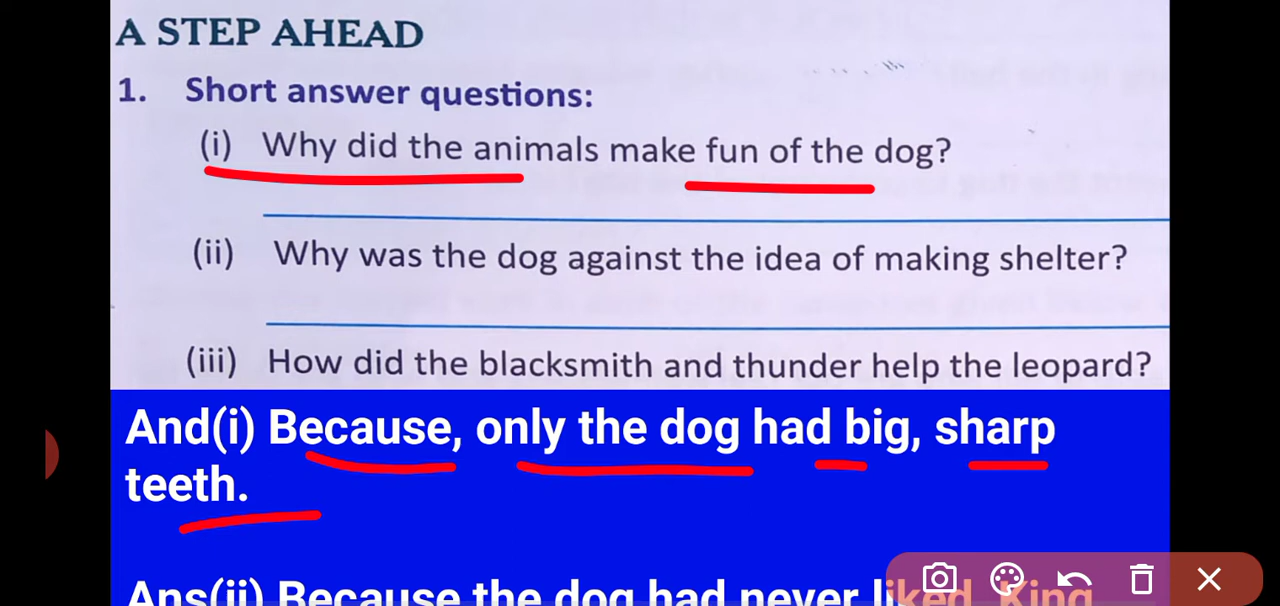 A STEP AHEAD
1. Short answer questions:
(i) Why did the animals make fun of the dog?
(ii) Why was the dog against the idea of making shelter?
(iii) How did the blacksmith and thunder help the leopard?
And(i) Because, only the dog had big, sharp
teeth.
Ans(ii) Because the dog had never liked King